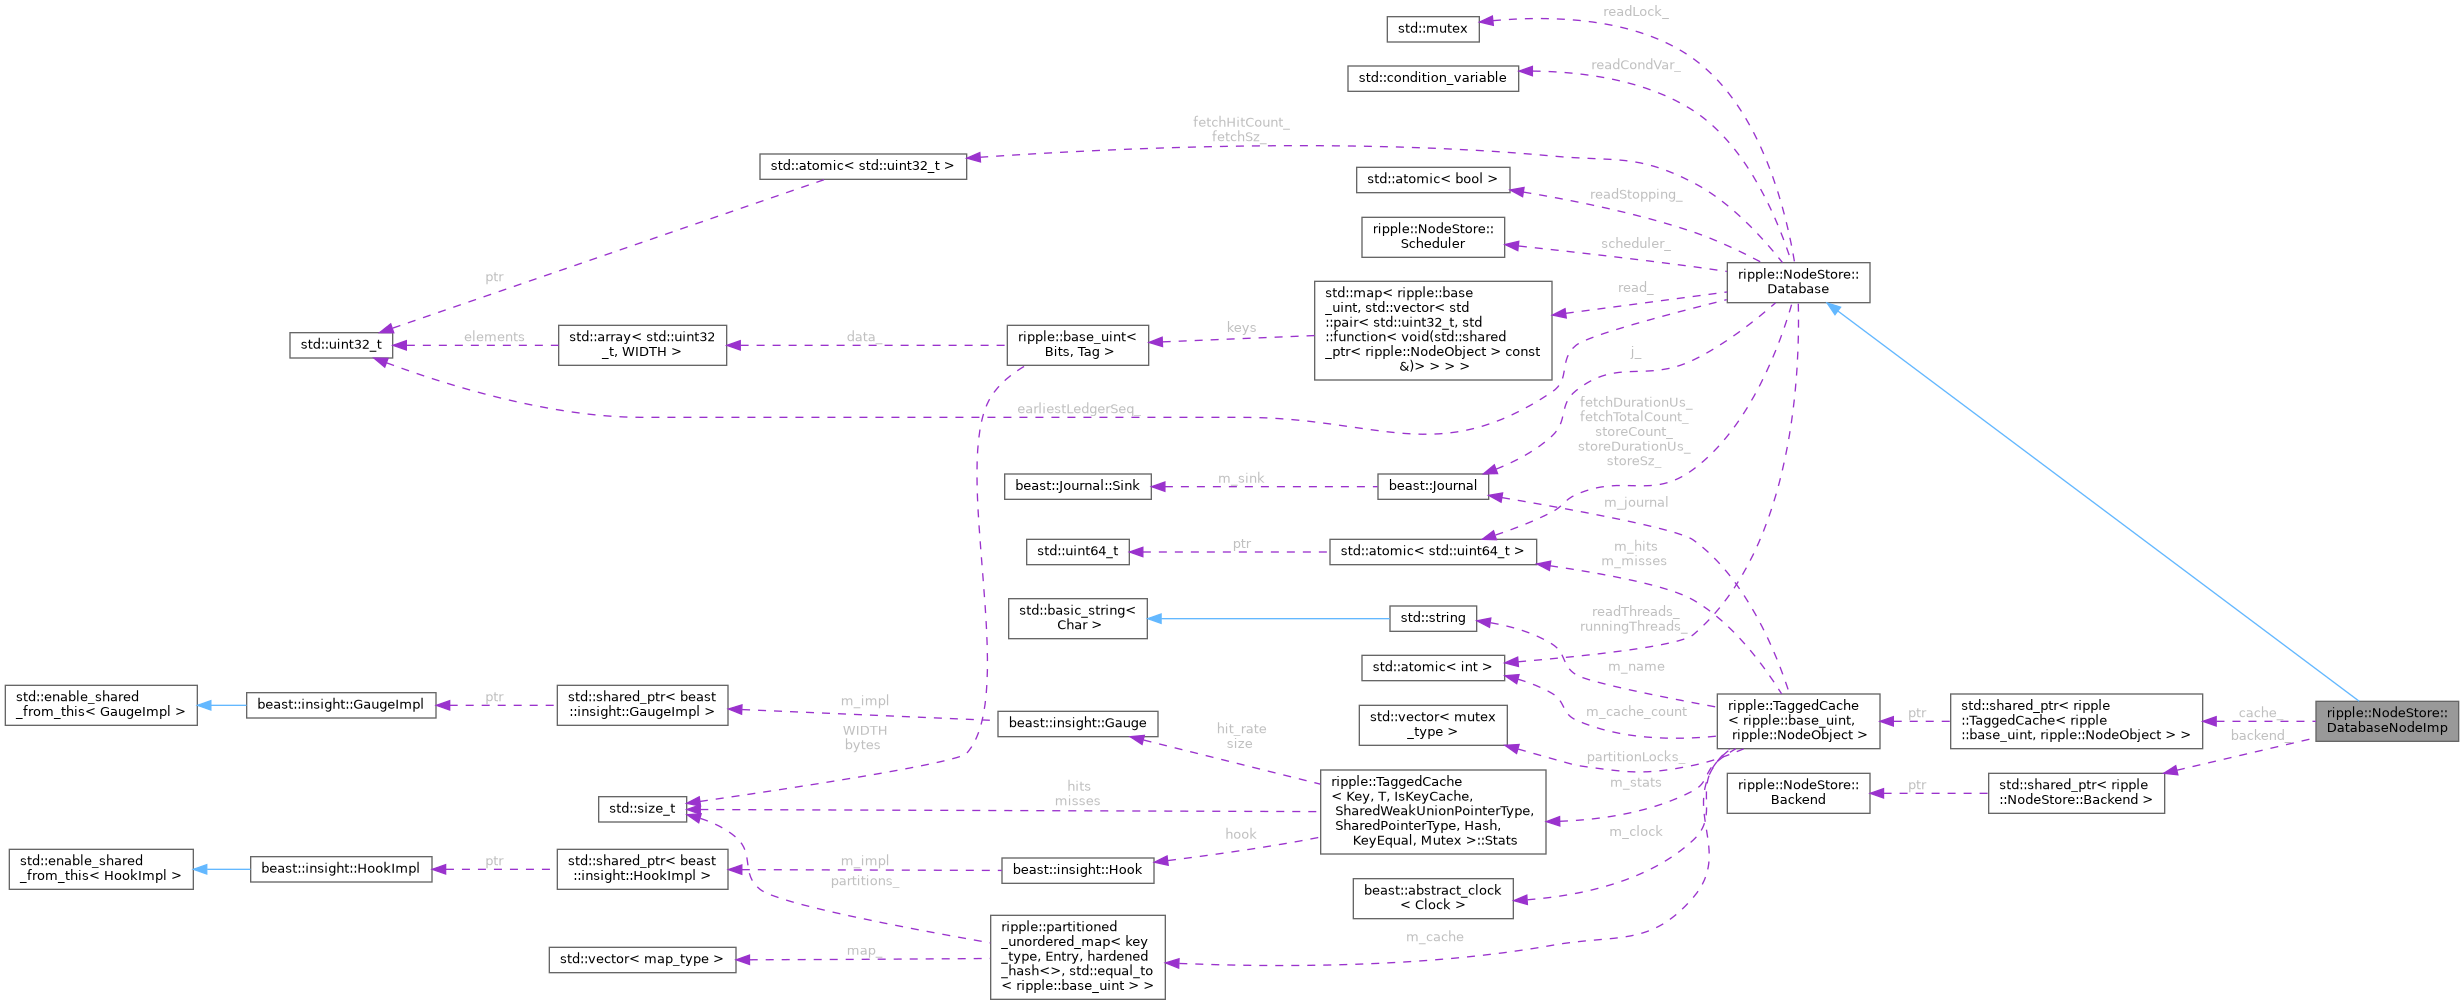 readLock_
std::mutex
readCondVar_
std::condition_variable
fetchHitCount_
fetchSz_
std::atomic< std::uint32_t >
std::atomic< bool >
readStopping_
ripple::NodeStore::
Scheduler
scheduler_
ripple::NodeStore::
Database
ptr
std::map< ripple::base
_uint, std::vector< std
::pair< std::uint32_t, std
::function< void(std::shared
_ptr< ripple::NodeObject > const
&)> > > >
read_
keys
std::uint32_t
elements
std::array< std::uint32
_t, WIDTH >
data_
ripple::base_uint<
Bits, Tag >
j_
earliestLedgerSeq_
fetchDurationUs_
fetchTotalCount_
storeCount_
storeDurationUs_
storeSz_
beast::Journal::Sink
m_sink
beast::Journal
m_journal
std::uint64_t
ptr
std::atomic< std::uint64_t >
m_hits
m_misses
std::basic_string<
Char >
std::string
readThreads_
runningThreads_
std::atomic< int >
m_name
std::enable_shared
_from_this< GaugeImpl >
beast::insight::GaugeImpl
ptr
std::shared_ptr< beast
::insight::GaugeImpl >
m_impl
beast::insight::Gauge
WIDTH
bytes
hit_rate
size
std::vector< mutex
_type >
m_cache_count
ripple::TaggedCache
< ripple::base_uint,
ripple::NodeObject >
ptr
std::shared_ptr< ripple
::TaggedCache< ripple
::base_uint, ripple::NodeObject > >
cache_
backend_
ripple::NodeStore::
DatabaseNodeImp
partitionLocks_
m_stats
ripple::NodeStore::
Backend
ptr
std::shared_ptr< ripple
::NodeStore::Backend >
std::size_t
hits
misses
ripple::TaggedCache
< Key, T, IsKeyCache,
SharedWeakUnionPointerType,
SharedPointerType, Hash,
KeyEqual, Mutex >::Stats
hook
m_clock
std::enable_shared
_from_this< HookImpl >
beast::insight::HookImpl
ptr
std::shared_ptr< beast
::insight::HookImpl >
m_impl
partitions_
beast::insight::Hook
beast::abstract_clock
< Clock >
std::vector< map_type >
map_
ripple::partitioned
_unordered_map< key
_type, Entry, hardened
_hash<>, std::equal_to
< ripple::base_uint > >
m_cache